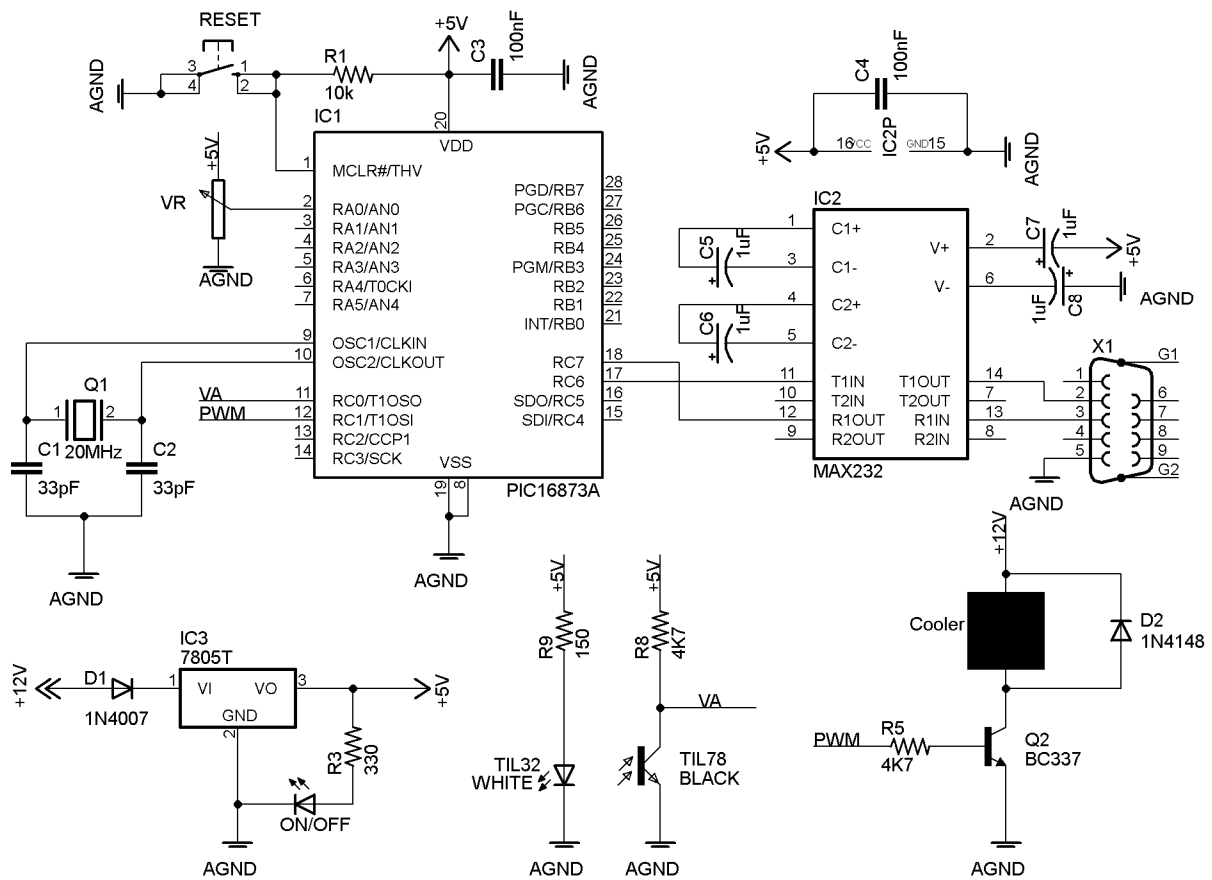 RESET
+5V
C3
100nF
AGND
3
4
1
2
R1
10k
AGND
C4
100nF
IC1
20
VDD
+5V
16
VCC
IC2P
GND
15
AGND
+5V
VR
AGND
1
MCLR#/THV
2
RA0/AN0
3
RA1/AN1
4
RA2/AN2
5
RA3/AN3
6
RA4/T0CKI
7
RA5/AN4
9
OSC1/CLKIN
10
OSC2/CLKOUT
11
RC0/T1OSO
12
RC1/T1OSI
13
RC2/CCP1
14
RC3/SCK
VA
PWM
PGD/RB7
28
PGC/RB6
27
RB5
26
RB4
25
PGM/RB3
24
RB2
23
RB1
22
INT/RB0
21
RC7
18
RC6
17
SDO/RC5
16
SDI/RC4
15
VSS
19
8
PIC16873A
AGND
Q1
1
2
20MHz
C1
33pF
C2
33pF
AGND
IC2
1
C1+
3
C1-
4
C2+
5
C2-
11
T1IN
10
T2IN
12
R1OUT
9
R2OUT
V+
2
V-
6
T1OUT
14
T2OUT
7
R1IN
13
R2IN
8
MAX232
C5
1uF
C6
1uF
C7
1uF
+5V
1uF
C8
AGND
X1
G1
1
2
3
4
5
6
7
8
9
G2
AGND
IC3
7805T
+12V
D1
1N4007
1
VI
VO
3
GND
2
+5V
R3
330
ON/OFF
AGND
+5V
R9
150
TIL32
WHITE
AGND
+5V
R8
4K7
VA
TIL78
BLACK
AGND
+12V
Cooler
D2
1N4148
PWM
R5
4K7
Q2
BC337
AGND